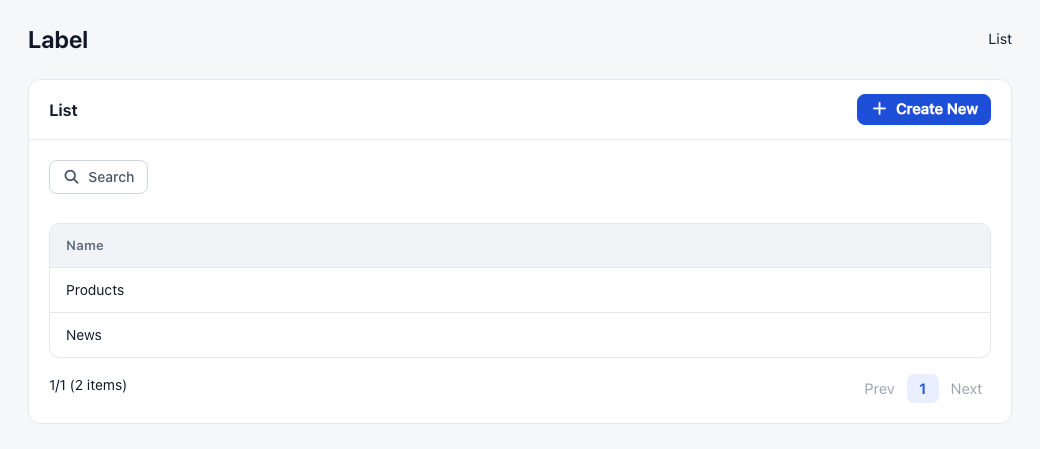 Label
List
List
Create New
Search
Name
Products
News
1/1 (2 items)
Prev 1 Next